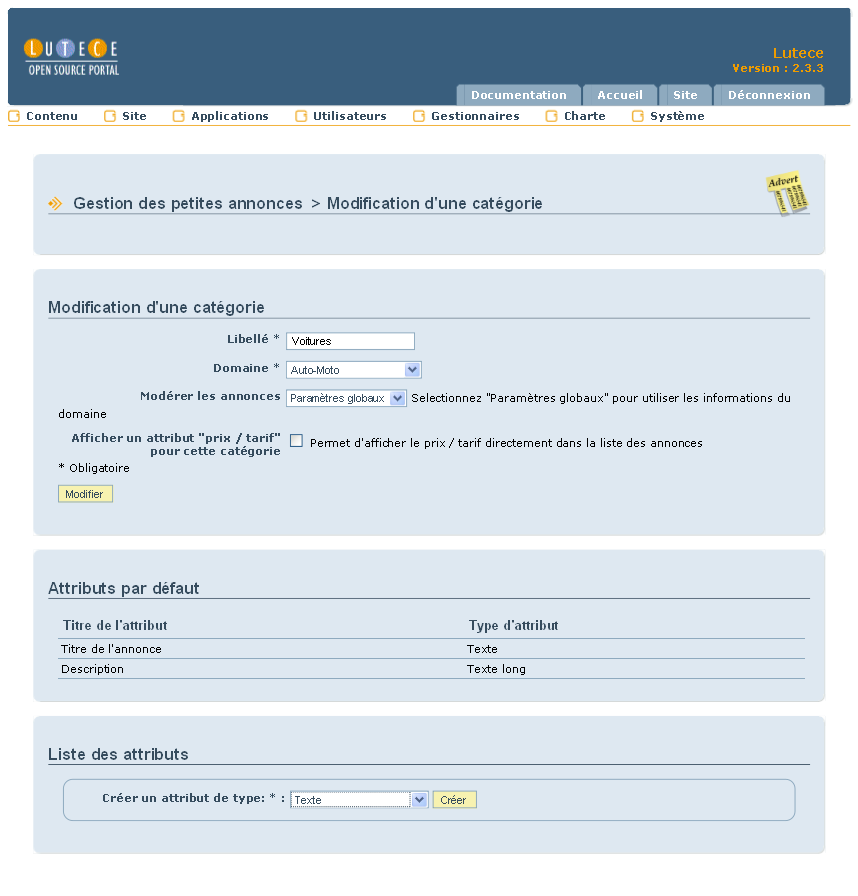 LUTECE
OPEN SOURCE PORTAL
Lutece
Version : 2.3.3
Documentation Accueil Site Déconnexion
Contenu Site Applications Utilisateurs Gestionnaires Charte Système
Advert
Gestion des petites annonces > Modification d'une catégorie
Modification d'une catégorie
Libellé * Voitures
Domaine * Auto-Moto
Modérer les annonces Paramètres globaux Selectionnez "Paramètres globaux" pour utiliser les informations du
domaine
Afficher un attribut "prix / tarif"
pour cette catégorie Permet d'afficher le prix / tarif directement dans la liste des annonces
* Obligatoire
Modifier
Attributs par défaut
Titre de l'attribut Type d'attribut
Titre de l'annonce Texte
Description Texte long
Liste des attributs
Créer un attribut de type: * : Texte Créer